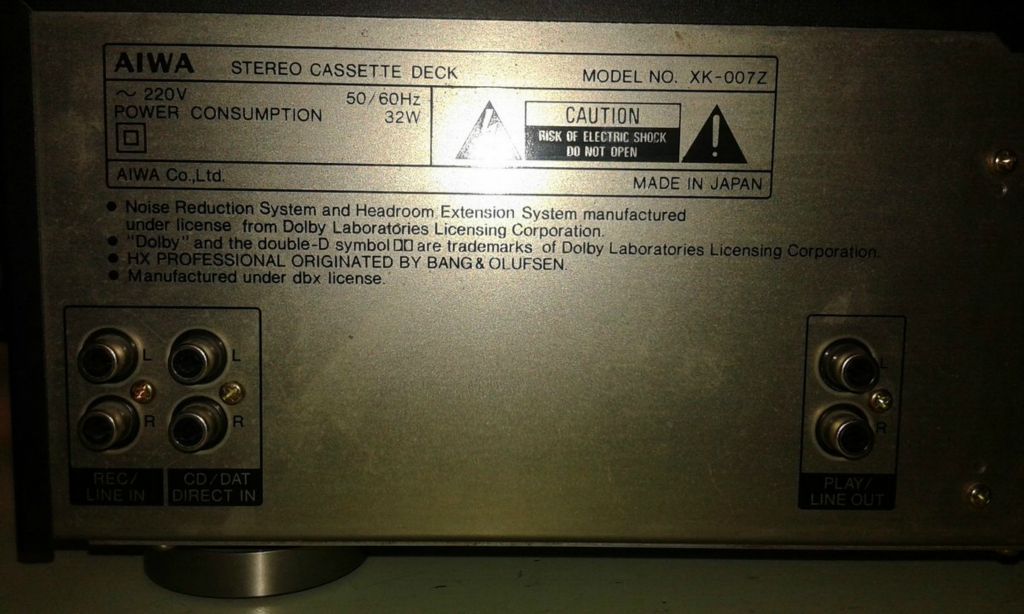 AIWA STEREO CASSETTE DECK MODEL NO. XK-007Z
~ 220V 50/60Hz
POWER CONSUMPTION 32W
CAUTION
RISK OF ELECTRIC SHOCK
DO NOT OPEN
AIWA Co.,Ltd. MADE IN JAPAN
● Noise Reduction System and Headroom Extension System manufactured
under license from Dolby Laboratories Licensing Corporation.
● "Dolby" and the double-D symbol are trademarks of Dolby Laboratories Licensing Corporation.
● HX PROFESSIONAL ORIGINATED BY BANG & OLUFSEN.
● Manufactured under dbx license.
L L
R R
REC/
LINE IN
CD/DAT
DIRECT IN
L
R
PLAY/
LINE OUT